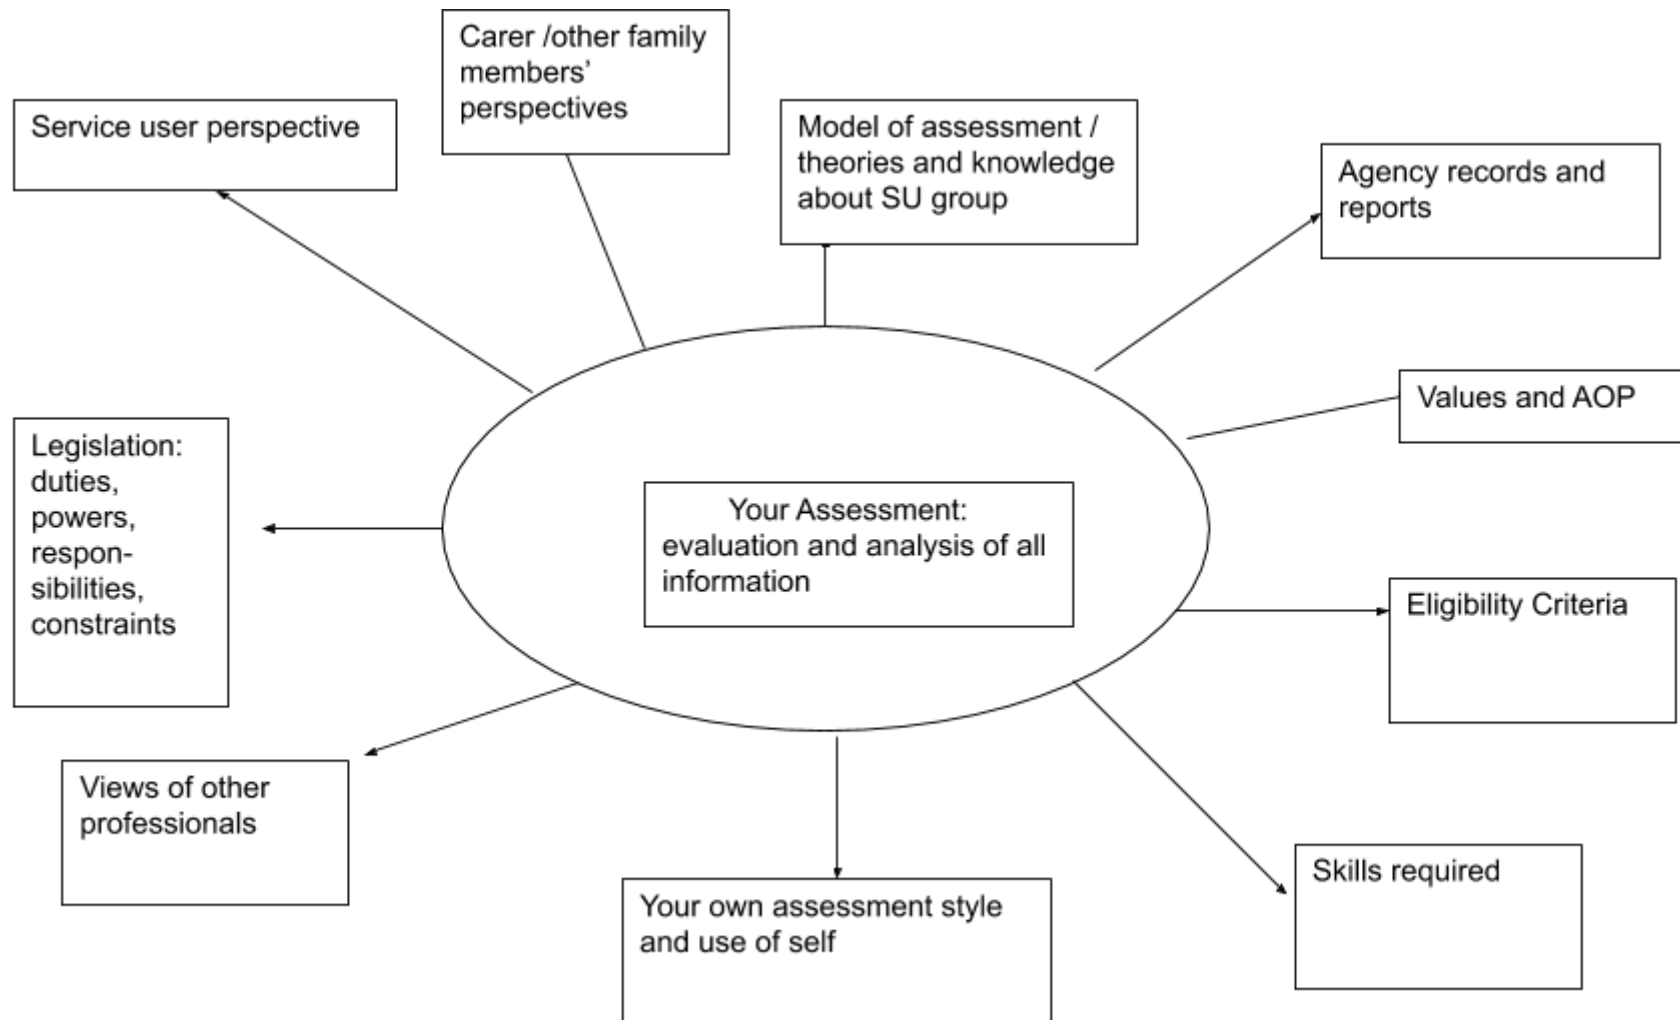 Carer /other family
members’
perspectives
Service user perspective
Model of assessment /
theories and knowledge
about SU group
Agency records and
reports
Values and AOP
Legislation:
duties,
powers,
respon-
sibilities,
constraints
Your Assessment:
evaluation and analysis of all
information
Eligibility Criteria
Views of other
professionals
Your own assessment style
and use of self
Skills required